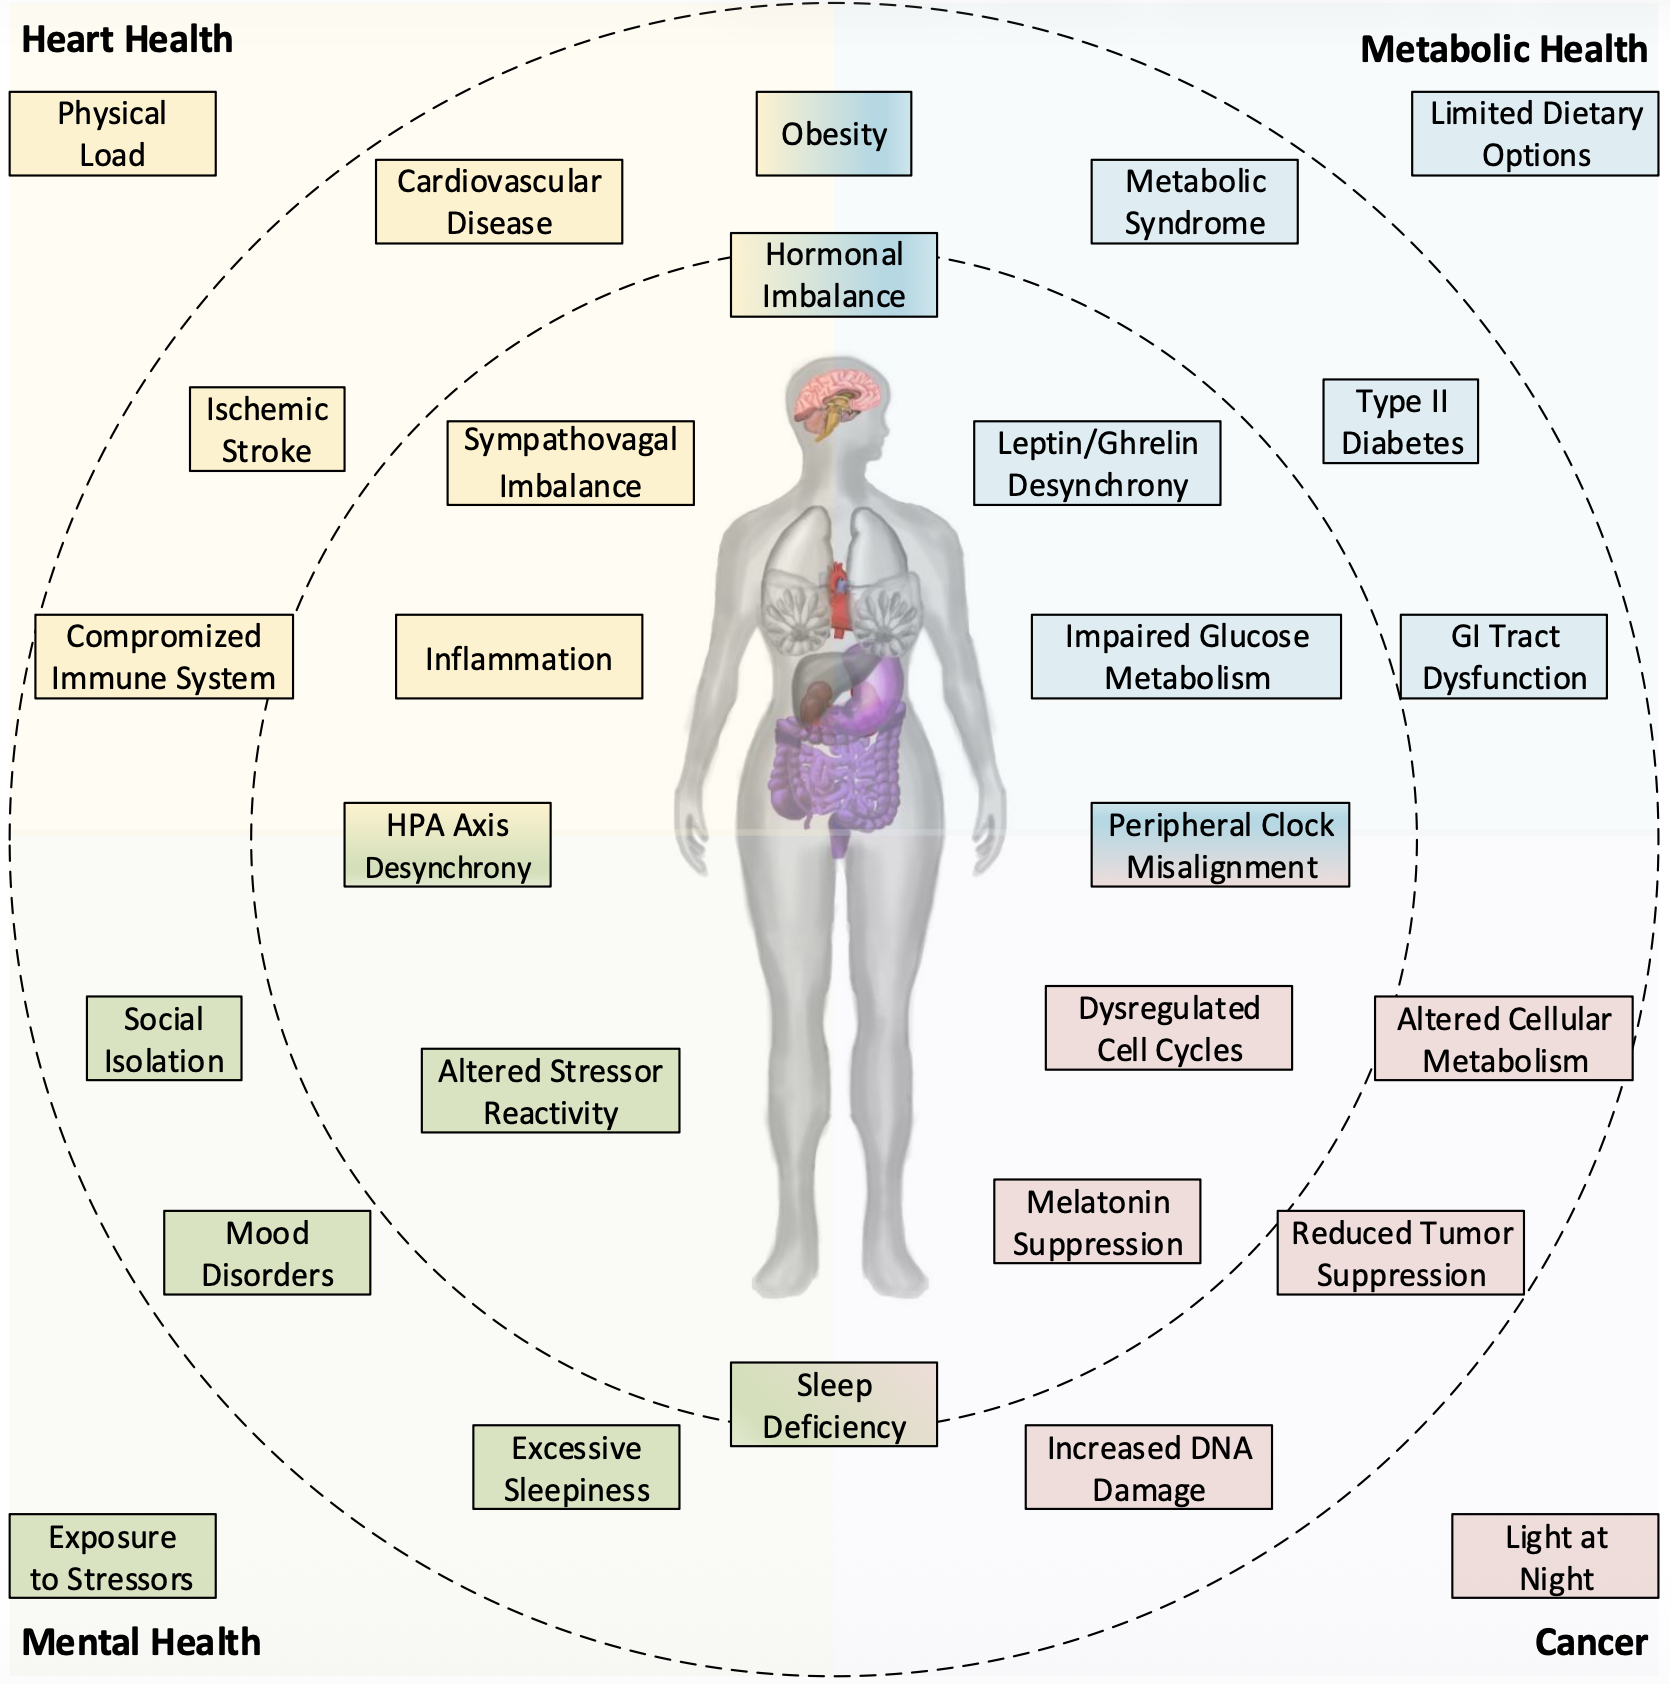 Heart Health
Metabolic Health
Physical
Load
Limited Dietary
Options
Obesity
Cardiovascular
Disease
Metabolic
Syndrome
Hormonal
Imbalance
Ischemic
Stroke
Type II
Diabetes
Sympathovagal
Imbalance
Leptin/Ghrelin
Desynchrony
Compromized
Immune System
Inflammation
Impaired Glucose
Metabolism
GI Tract
Dysfunction
HPA Axis
Desynchrony
Peripheral Clock
Misalignment
Social
Isolation
Dysregulated
Cell Cycles
Altered Cellular
Metabolism
Altered Stressor
Reactivity
Melatonin
Suppression
Mood
Disorders
Reduced Tumor
Suppression
Sleep
Deficiency
Excessive
Sleepiness
Increased DNA
Damage
Exposure
to Stressors
Light at
Night
Mental Health
Cancer